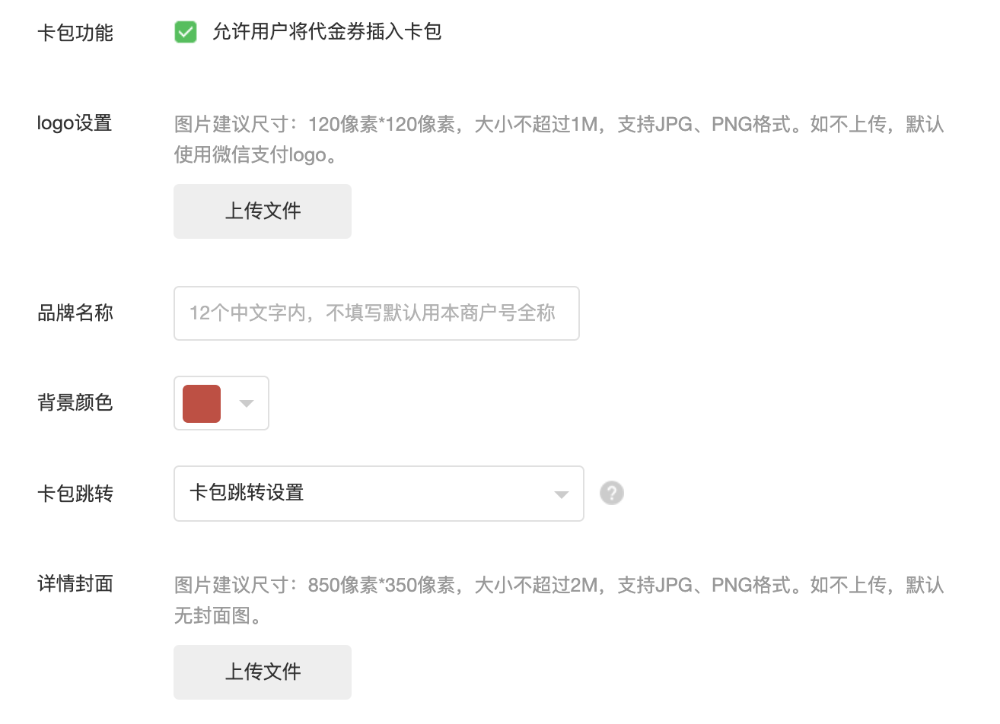 卡包功能
允许用户将代金券插入卡包
logo设置
图片建议尺寸：120像素*120像素，大小不超过1M，支持JPG、PNG格式。如不上传，默认
使用微信支付logo。
上传文件
品牌名称
12个中文字内，不填写默认用本商户号全称
背景颜色
卡包跳转
卡包跳转设置
?
详情封面
图片建议尺寸：850像素*350像素，大小不超过2M，支持JPG、PNG格式。如不上传，默认
无封面图。
上传文件